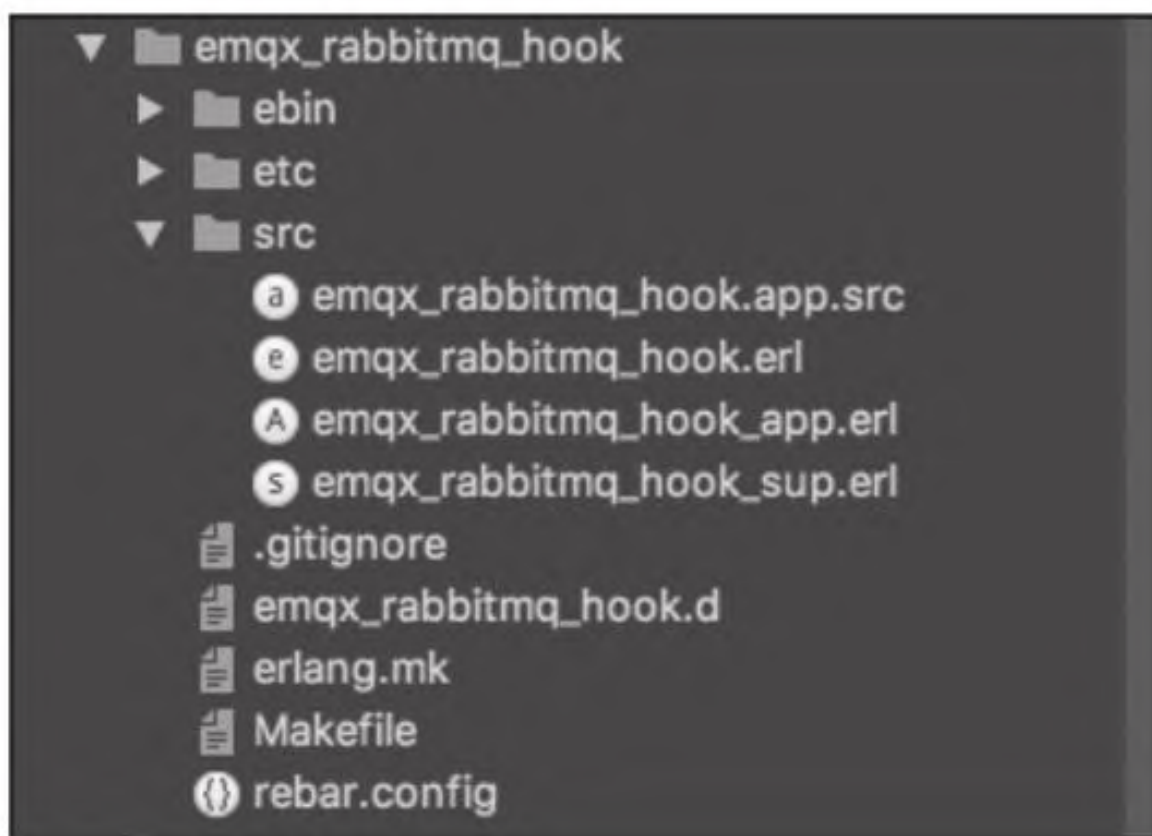 emqx_rabbitmq_hook
ebin
etc
src
emqx_rabbitmq_hook.app.src
emqx_rabbitmq_hook.erl
emqx_rabbitmq_hook_app.erl
emqx_rabbitmq_hook_sup.erl
.gitignore
emqx_rabbitmq_hook.d
erlang.mk
Makefile
rebar.config